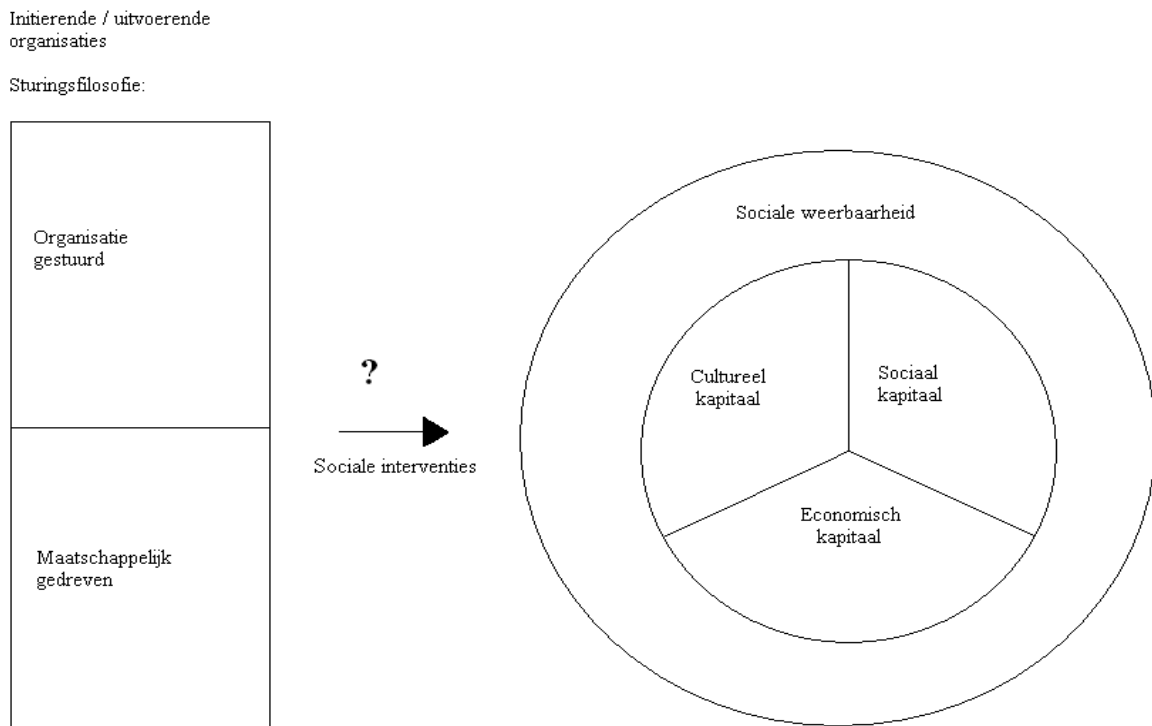 Initierende / uitvoerende
organisaties
Sturingsfilosofie:
Organisatie
gestuurd
Maatschappelijk
gedreven
?
Sociale interventies
Sociale weerbaarheid
Cultureel
kapitaal
Sociaal
kapitaal
Economisch
kapitaal